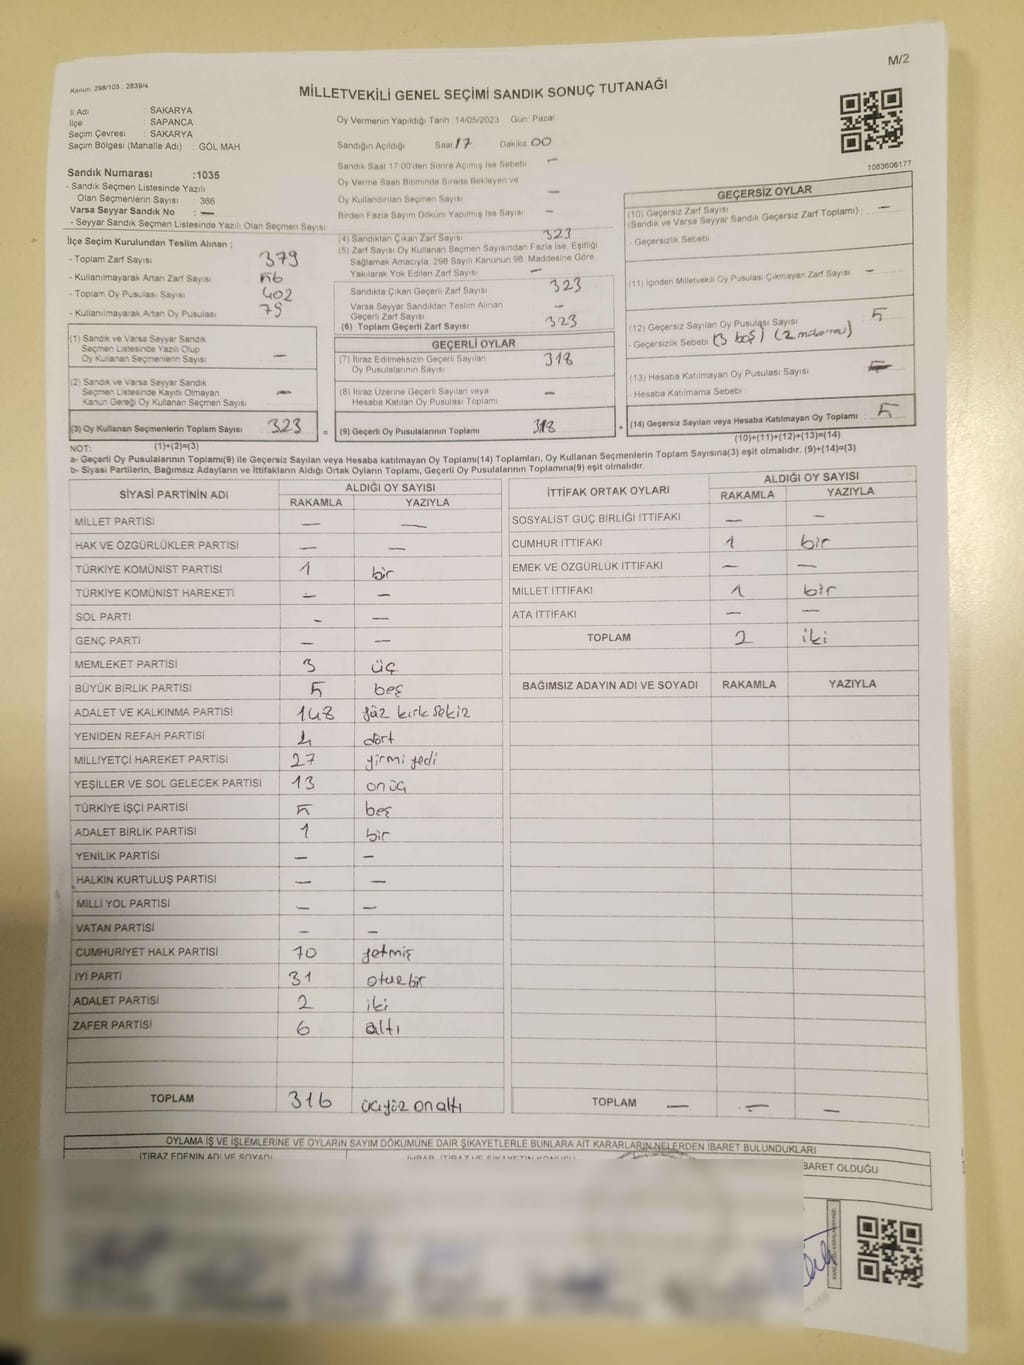 M/2
Kanun: 298/105 , 2839/4
MİLLETVEKİLİ GENEL SEÇİMİ SANDIK SONUÇ TUTANAĞI
İl Adı : SAKARYA
İlçe : SAPANCA
Seçim Çevresi : SAKARYA
Seçim Bölgesi (Mahalle Adı) : GÖL MAH.
Oy Vermenin Yapıldığı Tarih :14/05/2023 Gün: Pazar
Sandığın Açıldığı Saat 17 Dakika 00
Sandık Saat 17:00'den Sonra Açılmış İse Sebebi —
Oy Verme Saati Bitiminde Sırada Bekleyen ve
Oy Kullandırılan Seçmen Sayısı —
Birden Fazla Sayım Döküm Yapılmış İse Sayısı —
1083606177
Sandık Numarası :1035
- Sandık Seçmen Listesinde Yazılı
Olan Seçmenlerin Sayısı : 366
Varsa Seyyar Sandık No : —
- Seyyar Sandık Seçmen Listesinde Yazılı Olan Seçmen Sayısı
İlçe Seçim Kurulundan Teslim Alınan ;
- Toplam Zarf Sayısı 379
- Kullanılmayarak Artan Zarf Sayısı 56
- Toplam Oy Pusulası Sayısı 402
- Kullanılmayarak Artan Oy Pusulası 79
(1) Sandık ve Varsa Seyyar Sandık
Seçmen Listesinde Yazılı Olup
Oy Kullanan Seçmenlerin Sayısı —
(2) Sandık ve Varsa Seyyar Sandık
Seçmen Listesinde Kayıtlı Olmayan
Kanun Gereği Oy Kullanan Seçmen Sayısı —
(3) Oy Kullanan Seçmenlerin Toplam Sayısı 323 =
(4) Sandıktan Çıkan Zarf Sayısı 323
(5) Zarf Sayısı Oy Kullanan Seçmen Sayısından Fazla İse, Eşitliği
Sağlamak Amacıyla; 298 Sayılı Kanunun 98. Maddesine Göre
Yakılarak Yok Edilen Zarf Sayısı —
Sandıkta Çıkan Geçerli Zarf Sayısı 323
Varsa Seyyar Sandıktan Teslim Alınan
Geçerli Zarf Sayısı —
(6) Toplam Geçerli Zarf Sayısı 323
GEÇERLİ OYLAR
(7) İtiraz Edilmeksizin Geçerli Sayılan
Oy Pusulasının Sayısı 318
(8) İtiraz Üzerine Geçerli Sayılan veya
Hesaba Katılan Oy Pusulası Toplamı —
(9) Geçerli Oy Pusulalarının Toplamı 318 +
GEÇERSİZ OYLAR
(10) Geçersiz Zarf Sayısı
(Sandık ve Varsa Seyyar Sandık Geçersiz Zarf Toplamı) : —
- Geçersizlik Sebebi
(11) İçinden Milletvekili Oy Pusulası Çıkmayan Zarf Sayısı —
(12) Geçersiz Sayılan Oy Pusulası Sayısı 5
- Geçersizlik Sebebi (3 boş)
(13) Hesaba Katılmayan Oy Pusulası Sayısı
- Hesaba Katılmama Sebebi :
(14) Geçersiz Sayılan veya Hesaba Katılmayan Oy Toplamı 5
(10)+(11)+(12)+(13)=(14)
NOT: (1)+(2)=(3)
a- Geçerli Oy Pusulalarının Toplamı(9) ile Geçersiz Sayılan veya Hesaba Katılmayan Oy Toplamı(14) Toplamları, Oy Kullanan Seçmenlerin Toplam Sayısına(3) eşit olmalıdır. (9)+(14)=(3)
b- Siyasi Partilerin, Bağımsız Adayların ve İttifakların Aldığı Ortak Oyların Toplamı, Geçerli Oy Pusulalarının Toplamına(9) eşit olmalıdır.
SİYASİ PARTİNİN ADI ALDIĞI OY SAYISI
RAKAMLA YAZIYLA
MİLLET PARTİSİ — —
HAK VE ÖZGÜRLÜKLER PARTİSİ — —
TÜRKİYE KOMÜNİST PARTİSİ 1 bir
TÜRKİYE KOMÜNİST HAREKETİ — —
SOL PARTİ — —
GENÇ PARTİ — —
MEMLEKET PARTİSİ 3 üç
BÜYÜK BİRLİK PARTİSİ 5 beş
ADALET VE KALKINMA PARTİSİ 148 yüz kırk sekiz
YENİDEN REFAH PARTİSİ 4 dört
MİLLİYETÇİ HAREKET PARTİSİ 27 yirmi yedi
YEŞİLLER VE SOL GELECEK PARTİSİ 13 onüç
TÜRKİYE İŞÇİ PARTİSİ 5 beş
ADALET BİRLİK PARTİSİ 1 bir
YENİLİK PARTİSİ — —
HALKIN KURTULUŞ PARTİSİ — —
MİLLİ YOL PARTİSİ — —
VATAN PARTİSİ — —
CUMHURİYET HALK PARTİSİ 70 yetmiş
İYİ PARTİ 31 otuzbir
ADALET PARTİSİ 2 iki
ZAFER PARTİSİ 6 altı
TOPLAM 316 üçyüz onaltı
İTTİFAK ORTAK OYLARI ALDIĞI OY SAYISI
RAKAMLA YAZIYLA
SOSYALİST GÜÇ BİRLİĞİ İTTİFAKI — —
CUMHUR İTTİFAKI 1 bir
EMEK VE ÖZGÜRLÜK İTTİFAKI — —
MİLLET İTTİFAKI 1 bir
ATA İTTİFAKI — —
TOPLAM 2 iki
BAĞIMSIZ ADAYIN ADI VE SOYADI RAKAMLA YAZIYLA
TOPLAM — — —
OYLAMA İŞ VE İŞLEMLERİNE VE OYLARIN SAYIM DÖKÜMÜNE DAİR ŞİKAYETLERLE BUNLARA AİT KARARLARIN NELERDEN İBARET BULUNDUKLARI
İTİRAZ EDENİN ADI VE SOYADI
BARET OLDUĞU